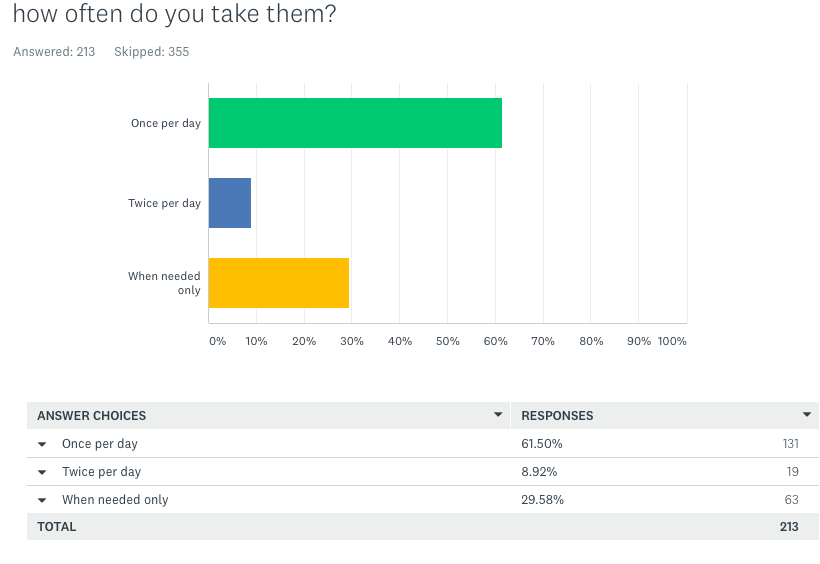 how often do you take them?
Answered: 213 Skipped: 355
Once per day
Twice per day
When needed
only
0% 10% 20% 30% 40% 50% 60% 70% 80% 90% 100%
ANSWER CHOICES RESPONSES
Once per day 61.50% 131
Twice per day 8.92% 19
When needed only 29.58% 63
TOTAL 213